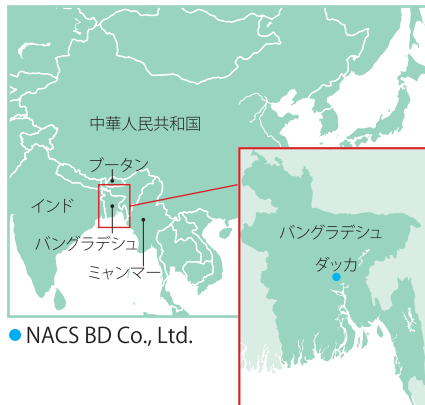 中華人民共和国
ブータン
インド
バングラデシュ
ミャンマー
バングラデシュ
ダッカ
NACS BD Co., Ltd.